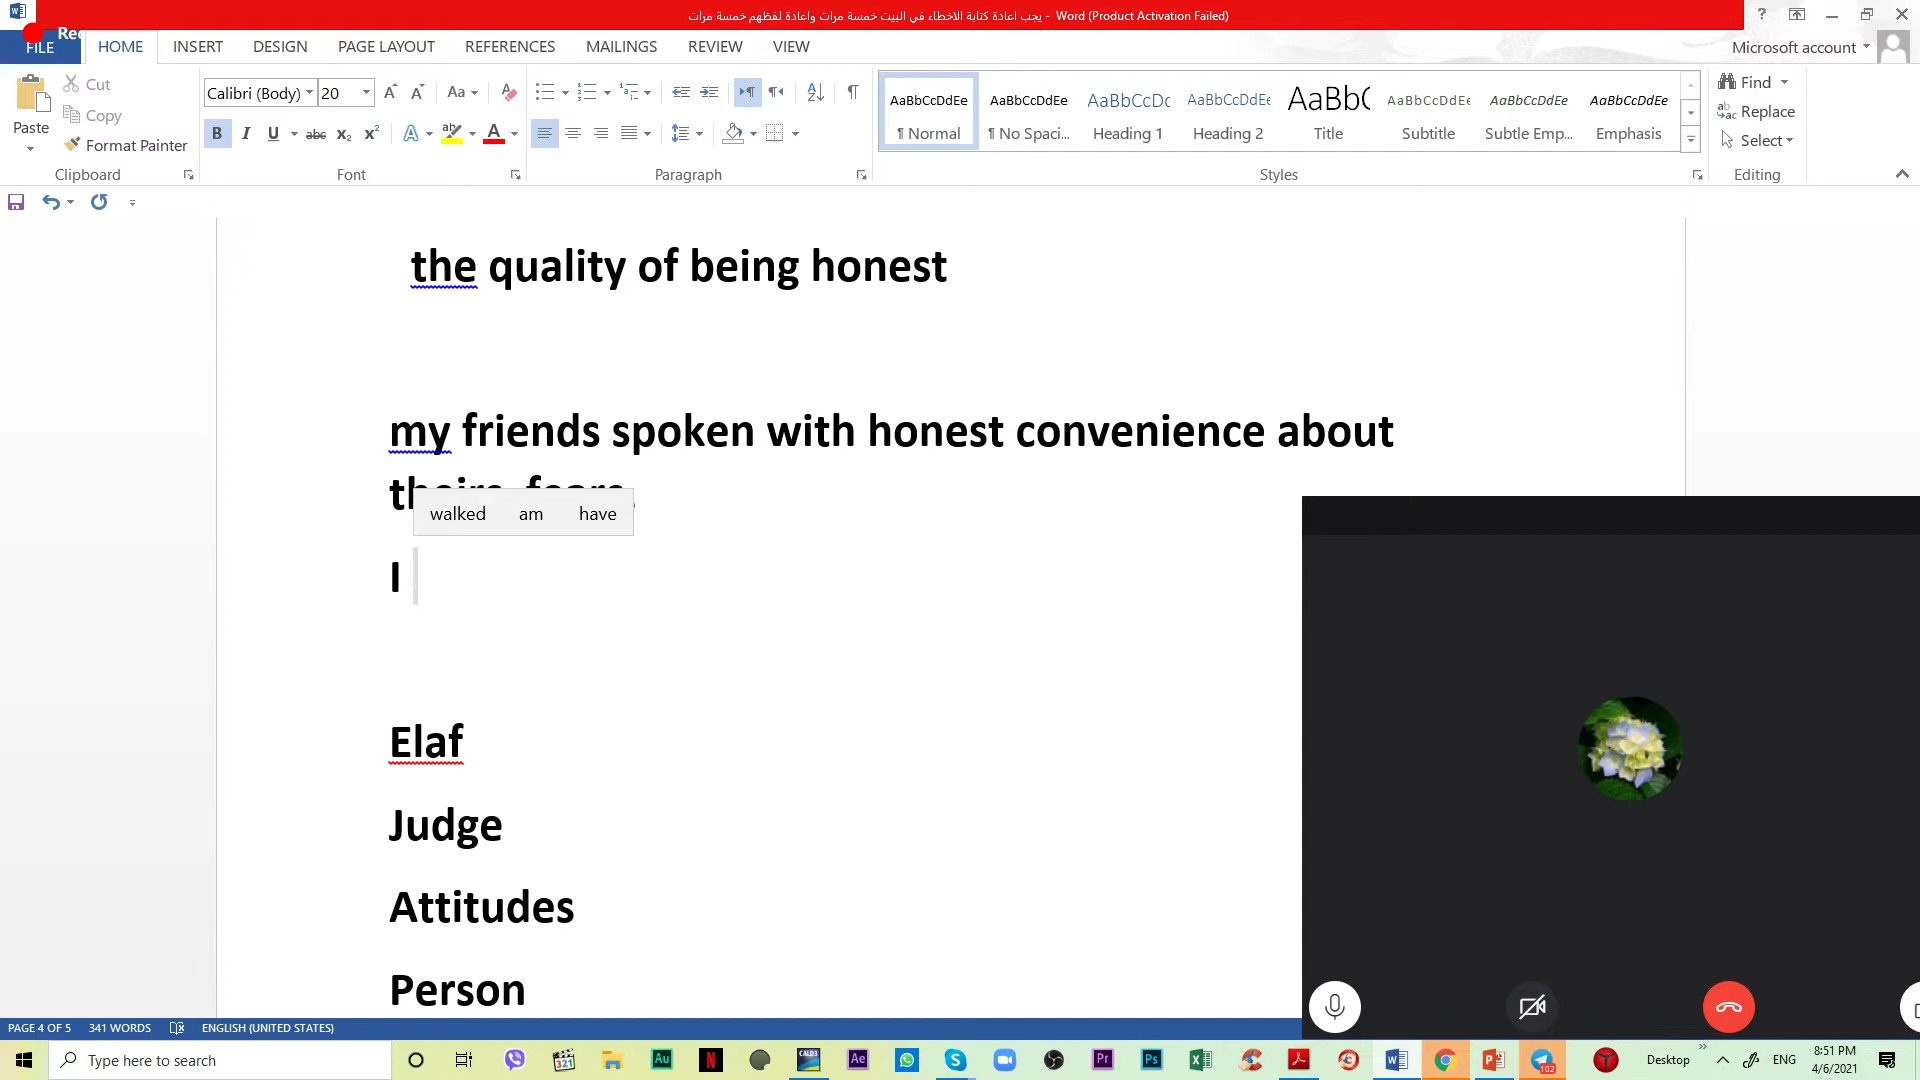 يجب اعادة كتابة الاخطاء في البيت خمسة مرات واعادة لفظهم خمسة مرات - Word (Product Activation Failed)
FILE HOME INSERT DESIGN PAGE LAYOUT REFERENCES MAILINGS REVIEW VIEW
Microsoft account
Paste
Cut
Copy
Format Painter
Clipboard
Calibri (Body) 20
Font
Paragraph
AaBbCcDdEe AaBbCcDdEe AaBbCcDc AaBbCcDdEe AaBbC AaBbCcDdEe AaBbCcDdEe AaBbCcDdEe
¶ Normal ¶ No Spaci... Heading 1 Heading 2 Title Subtitle Subtle Emp... Emphasis
Styles
Find
Replace
Select
Editing
the quality of being honest
my friends spoken with honest convenience about
theirs fears,
walked am have
I
Elaf
Judge
Attitudes
Person
PAGE 4 OF 5 341 WORDS ENGLISH (UNITED STATES)
Type here to search
Desktop
ENG
8:51 PM
4/6/2021